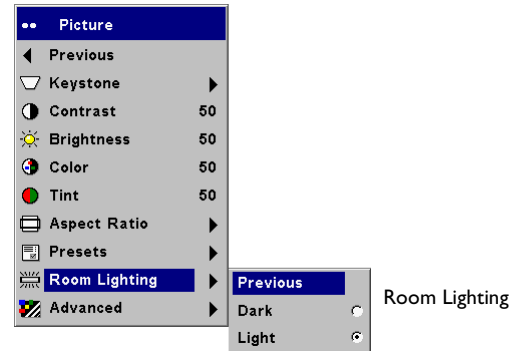 Picture
Previous
Keystone
Contrast 50
Brightness 50
Color 50
Tint 50
Aspect Ratio
Presets
Room Lighting
Advanced
Previous
Dark
Light
Room Lighting